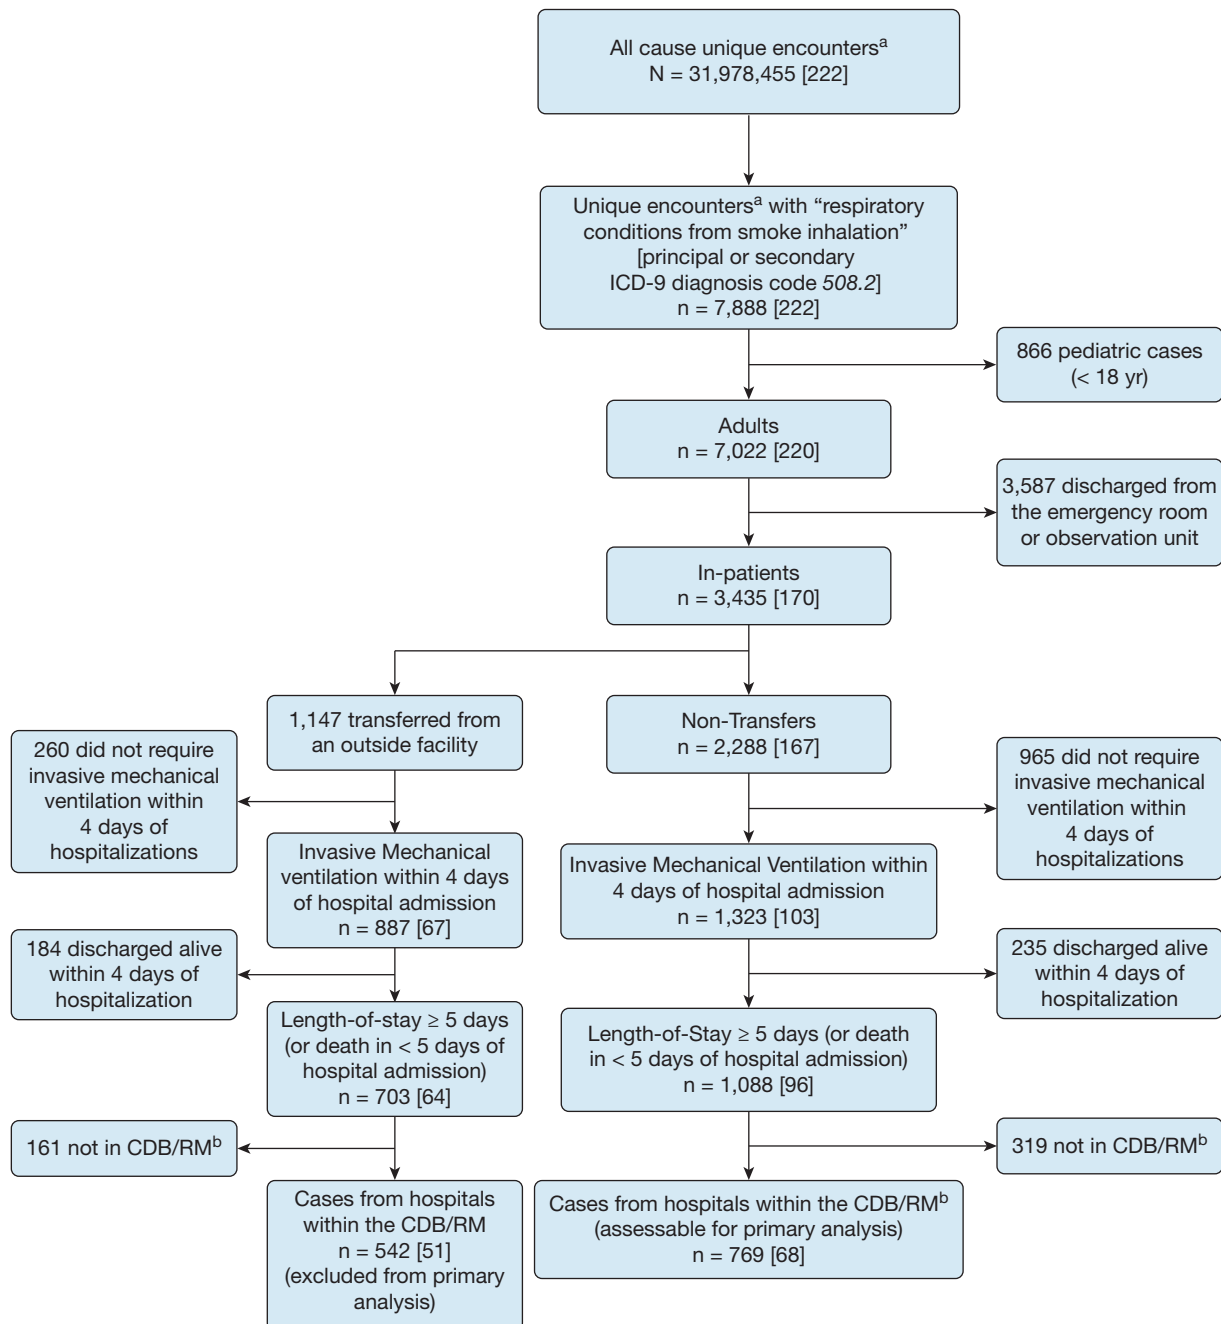 All cause unique encountersa
N = 31,978,455 [222]
Unique encountersa with “respiratory
conditions from smoke inhalation”
[principal or secondary
ICD-9 diagnosis code 508.2]
n = 7,888 [222]
866 pediatric cases
(< 18 yr)
Adults
n = 7,022 [220]
3,587 discharged from
the emergency room
or observation unit
In-patients
n = 3,435 [170]
1,147 transferred from
an outside facility
Non-Transfers
n = 2,288 [167]
260 did not require
invasive mechanical
ventilation within
4 days of
hospitalizations
965 did not require
invasive mechanical
ventilation within
4 days of
hospitalizations
Invasive Mechanical
ventilation within 4 days
of hospital admission
n = 887 [67]
Invasive Mechanical Ventilation within
4 days of hospital admission
n = 1,323 [103]
184 discharged alive
within 4 days of
hospitalization
235 discharged alive
within 4 days of
hospitalization
Length-of-stay ≥ 5 days
(or death in < 5 days of
hospital admission)
n = 703 [64]
Length-of-Stay ≥ 5 days (or death
in < 5 days of hospital admission)
n = 1,088 [96]
161 not in CDB/RMb
319 not in CDB/RMb
Cases from hospitals
within the CDB/RM
n = 542 [51]
(excluded from primary
analysis)
Cases from hospitals within the CDB/RMb
(assessable for primary analysis)
n = 769 [68]